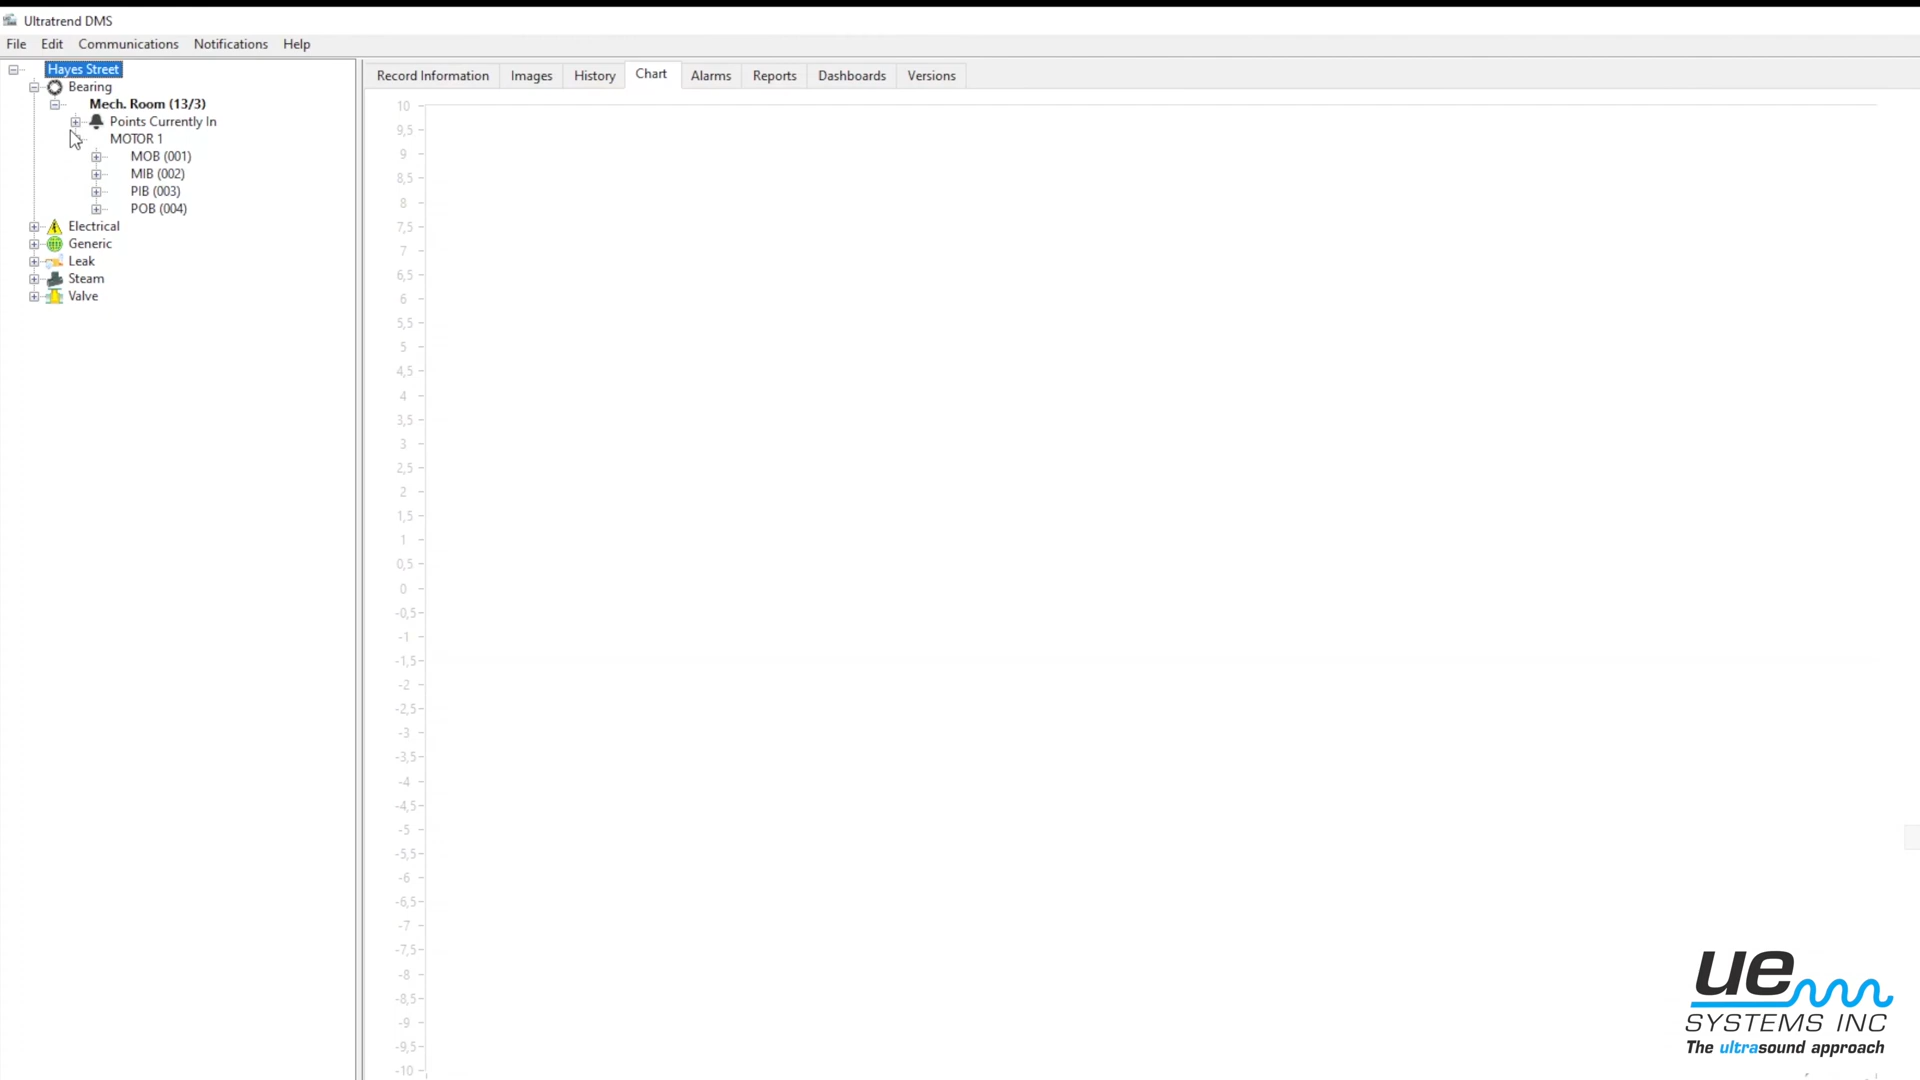 Ultratrend DMS
File Edit Communications Notifications Help
Hayes Street
Bearing
Mech. Room (13/3)
Points Currently In
MOTOR 1
MOB (001)
MIB (002)
PIB (003)
POB (004)
Electrical
Generic
Leak
Steam
Valve
Record Information Images History Chart Alarms Reports Dashboards Versions
10
9,5
9
8,5
8
7,5
7
6,5
6
5,5
5
4,5
4
3,5
3
2,5
2
1,5
1
0,5
0
-0,5
-1
-1,5
-2
-2,5
-3
-3,5
-4
-4,5
-5
-5,5
-6
-6,5
-7
-7,5
-8
-8,5
-9
-9,5
-10
ue
SYSTEMS INC
The ultrasound approach